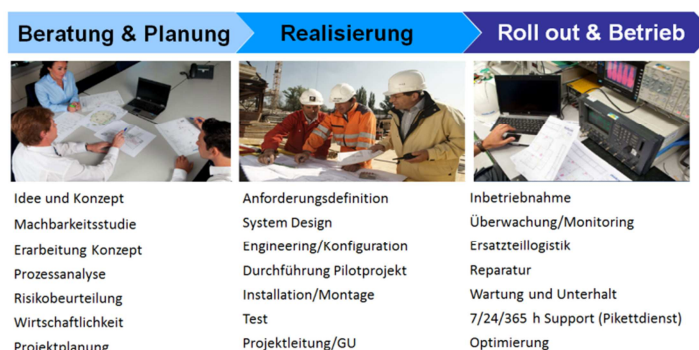 Beratung & Planung
Realisierung
Roll out & Betrieb
Idee und Konzept
Machbarkeitsstudie
Erarbeitung Konzept
Prozessanalyse
Risikobeurteilung
Wirtschaftlichkeit
Projektplanung
Anforderungsdefinition
System Design
Engineering/Konfiguration
Durchführung Pilotprojekt
Installation/Montage
Test
Projektleitung/GU
Inbetriebnahme
Überwachung/Monitoring
Ersatzteillogistik
Reparatur
Wartung und Unterhalt
7/24/365 h Support (Pikettdienst)
Optimierung